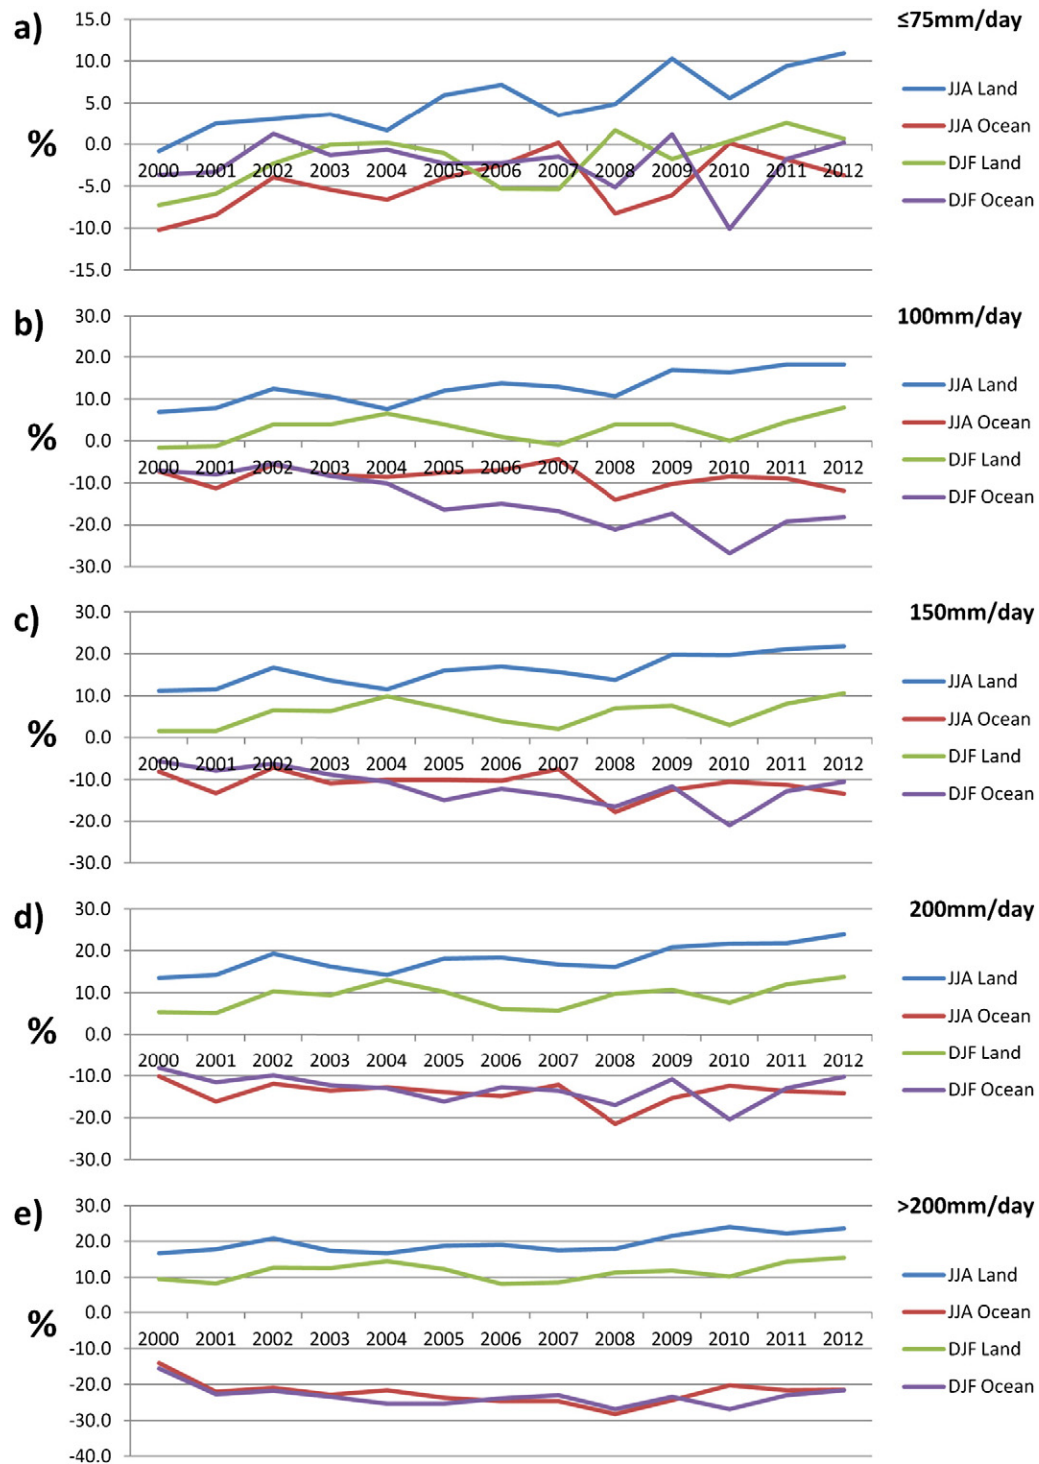 a)
≤75mm/day
15.0
10.0
5.0
0.0
-5.0
-10.0
-15.0
%
2000 2001 2002 2003 2004 2005 2006 2007 2008 2009 2010 2011 2012
JJA Land
JJA Ocean
DJF Land
DJF Ocean
b)
100mm/day
30.0
20.0
10.0
0.0
-10.0
-20.0
-30.0
%
2000 2001 2002 2003 2004 2005 2006 2007 2008 2009 2010 2011 2012
JJA Land
JJA Ocean
DJF Land
DJF Ocean
c)
150mm/day
30.0
20.0
10.0
0.0
-10.0
-20.0
-30.0
%
2000 2001 2002 2003 2004 2005 2006 2007 2008 2009 2010 2011 2012
JJA Land
JJA Ocean
DJF Land
DJF Ocean
d)
200mm/day
30.0
20.0
10.0
0.0
-10.0
-20.0
-30.0
%
2000 2001 2002 2003 2004 2005 2006 2007 2008 2009 2010 2011 2012
JJA Land
JJA Ocean
DJF Land
DJF Ocean
e)
>200mm/day
30.0
20.0
10.0
0.0
-10.0
-20.0
-30.0
-40.0
%
2000 2001 2002 2003 2004 2005 2006 2007 2008 2009 2010 2011 2012
JJA Land
JJA Ocean
DJF Land
DJF Ocean